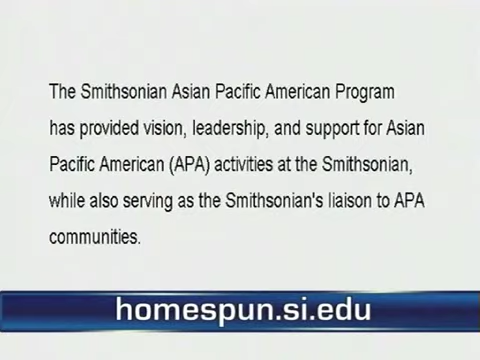 The Smithsonian Asian Pacific American Program
has provided vision, leadership, and support for Asian
Pacific American (APA) activities at the Smithsonian,
while also serving as the Smithsonian's liaison to APA
communities.
homespun.si.edu